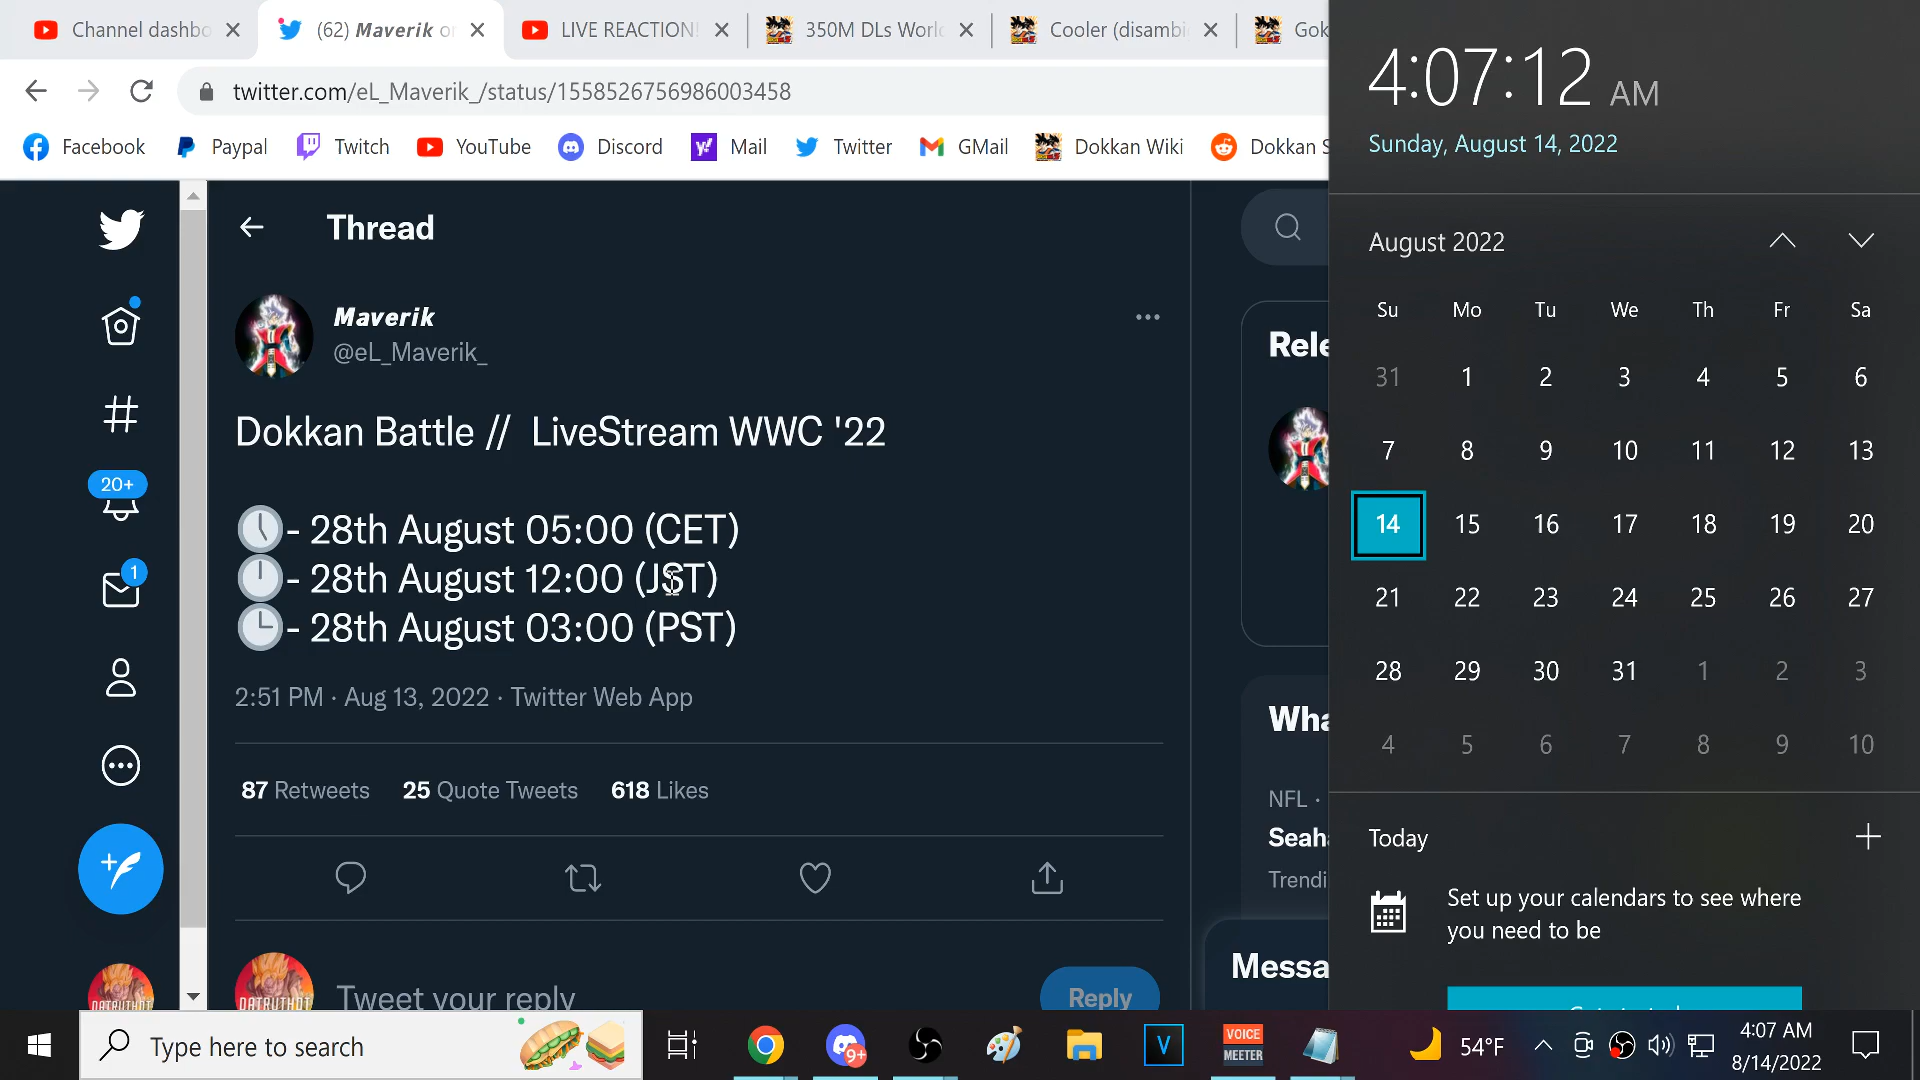 Channel dashbo
(62) Maverik or
LIVE REACTION!
350M DLs Worl
Cooler (disambi
Gok
twitter.com/eL_Maverik_/status/1558526756986003458
Facebook
Paypal
Twitch
YouTube
Discord
Mail
Twitter
GMail
Dokkan Wiki
Dokkan S
Thread
Maverik
@eL_Maverik_
Dokkan Battle // LiveStream WWC '22
- 28th August 05:00 (CET)
- 28th August 12:00 (JST)
- 28th August 03:00 (PST)
2:51 PM · Aug 13, 2022 · Twitter Web App
87 Retweets 25 Quote Tweets 618 Likes
Tweet your reply
Reply
20+
1
DATRUTHDT
DATRUTHDT
Rele
Wha
NFL ·
Seah
Trendi
Messa
4:07:12 AM
Sunday, August 14, 2022
August 2022
Su Mo Tu We Th Fr Sa
31 1 2 3 4 5 6
7 8 9 10 11 12 13
14 15 16 17 18 19 20
21 22 23 24 25 26 27
28 29 30 31 1 2 3
4 5 6 7 8 9 10
Today
Set up your calendars to see where
you need to be
Type here to search
9+
V
VOICE
MEETER
54°F
4:07 AM
8/14/2022